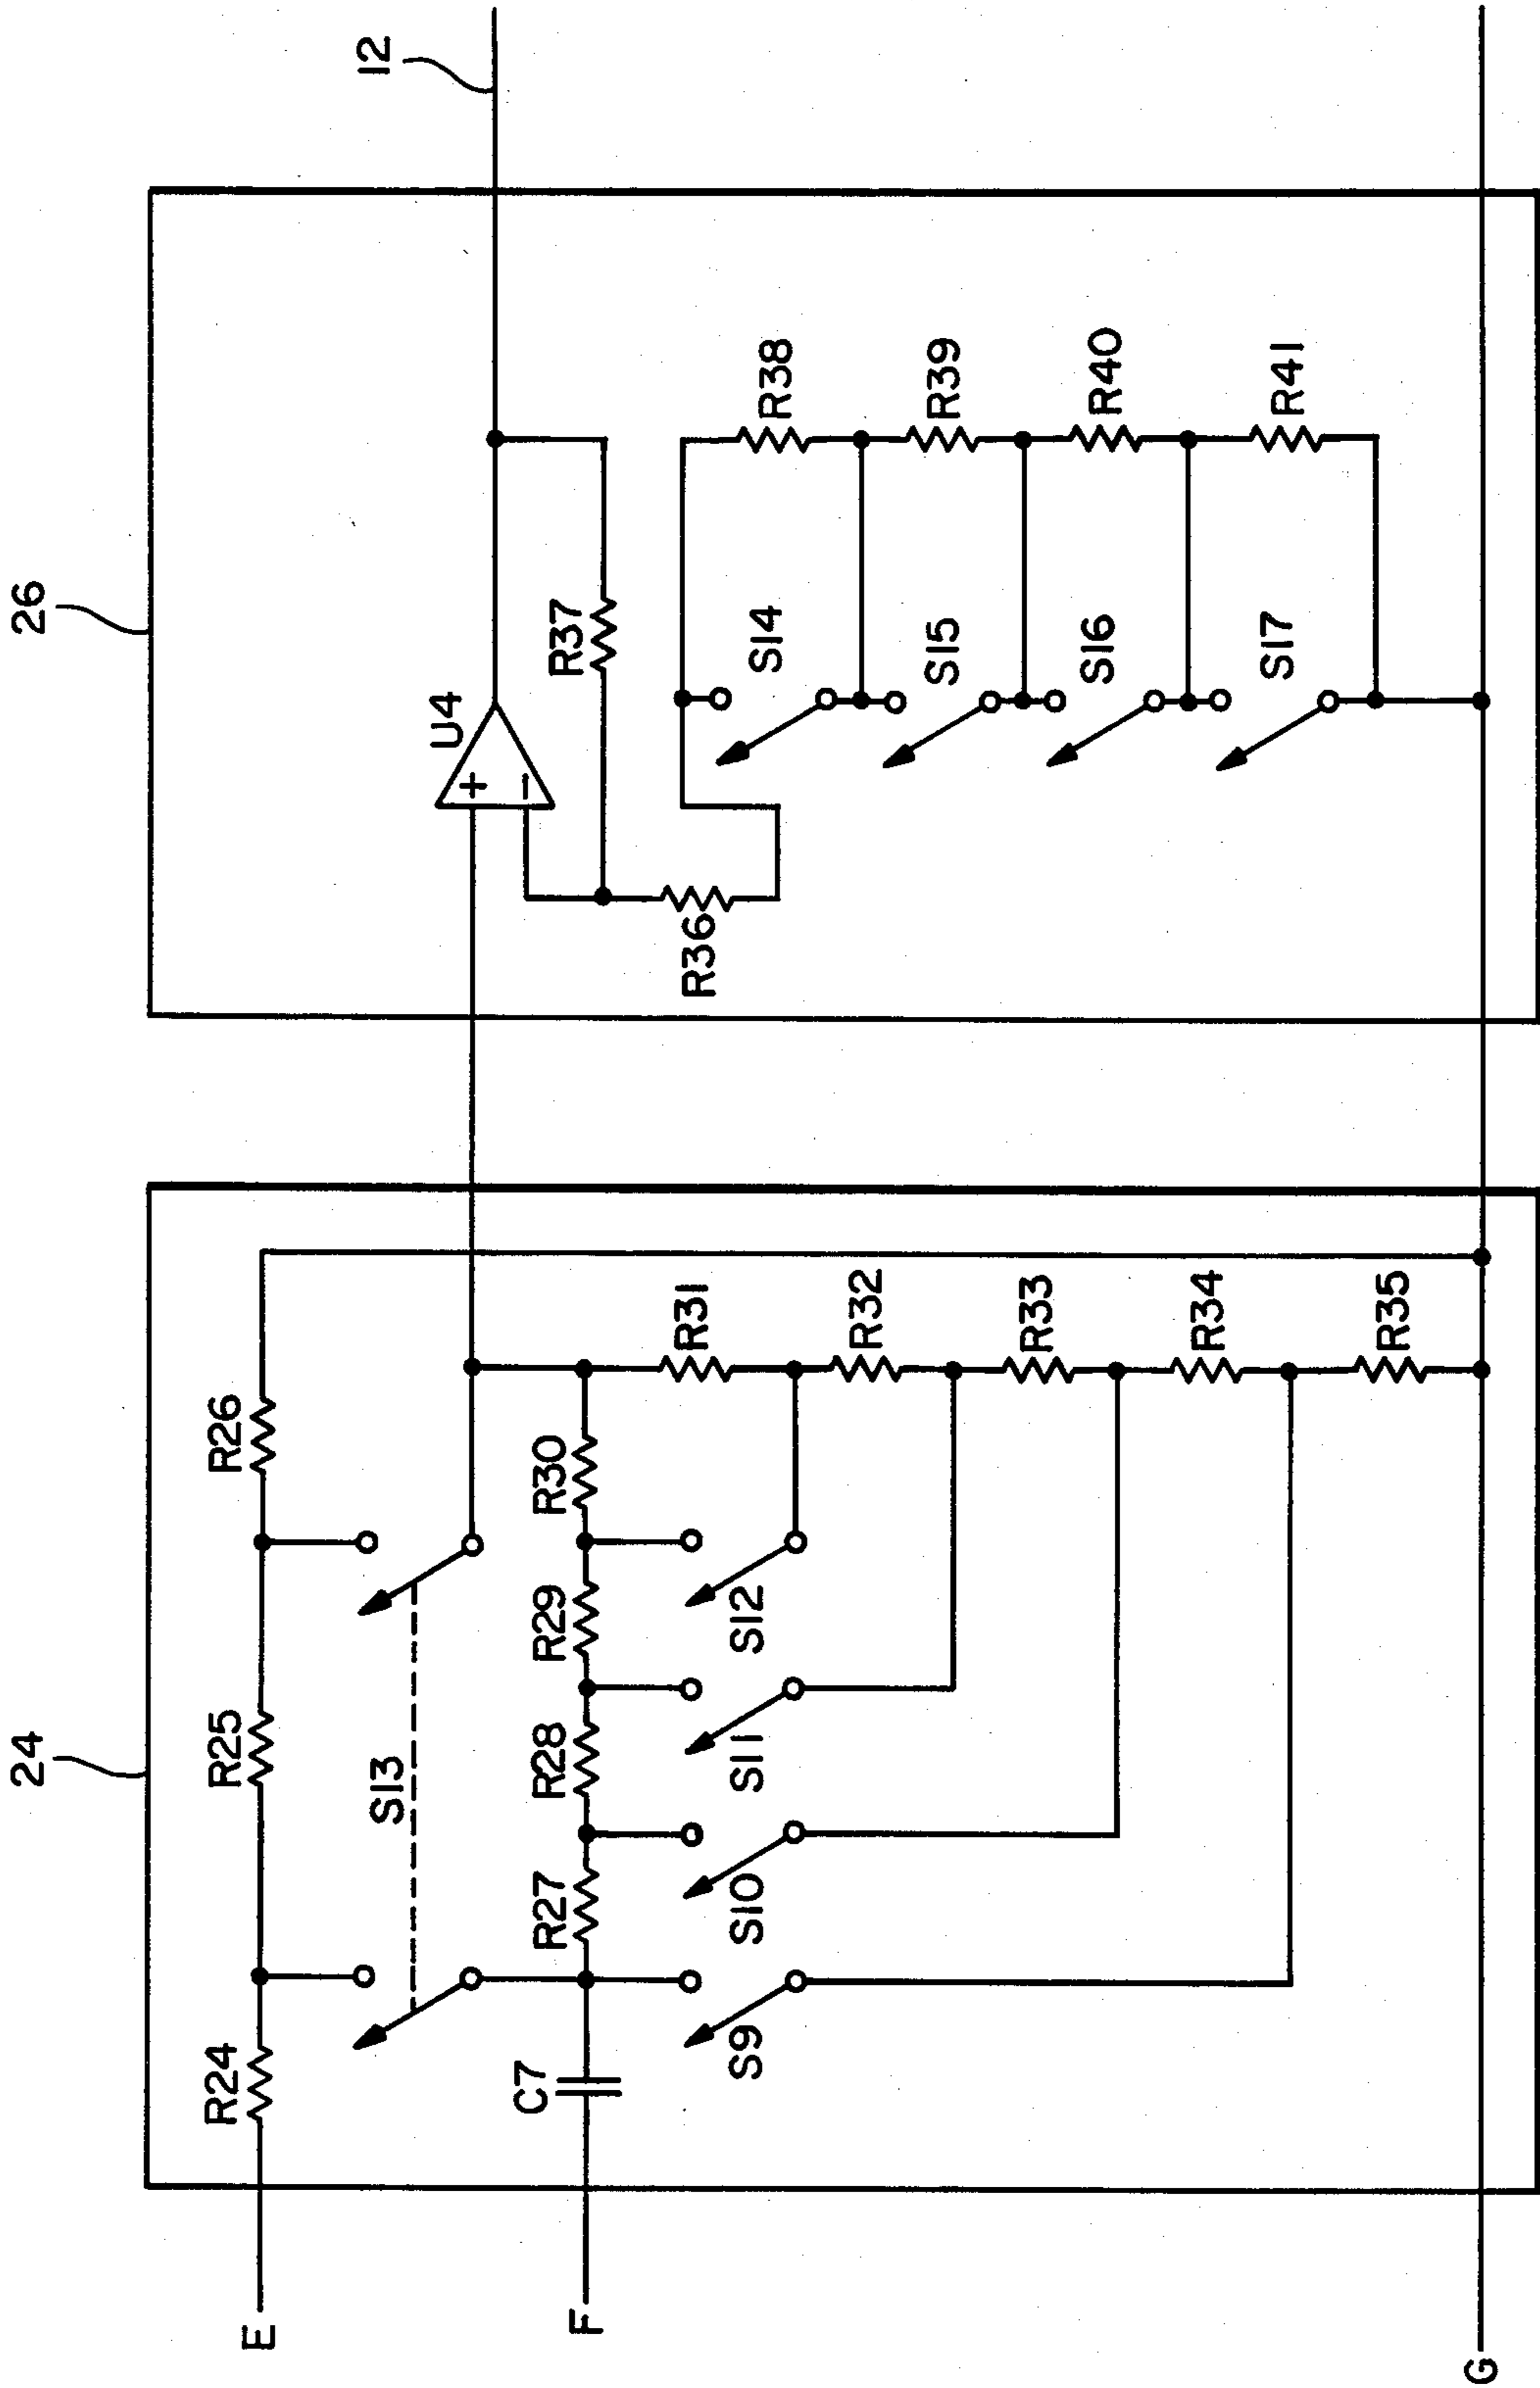 24
26
E
R24
R25
R26
S13
12
U4
F
C7
R27
R28
R29
R30
R37
S9
S10
S11
S12
R31
R32
R33
R34
R35
R36
S14
S15
S16
S17
R38
R39
R40
R41
G